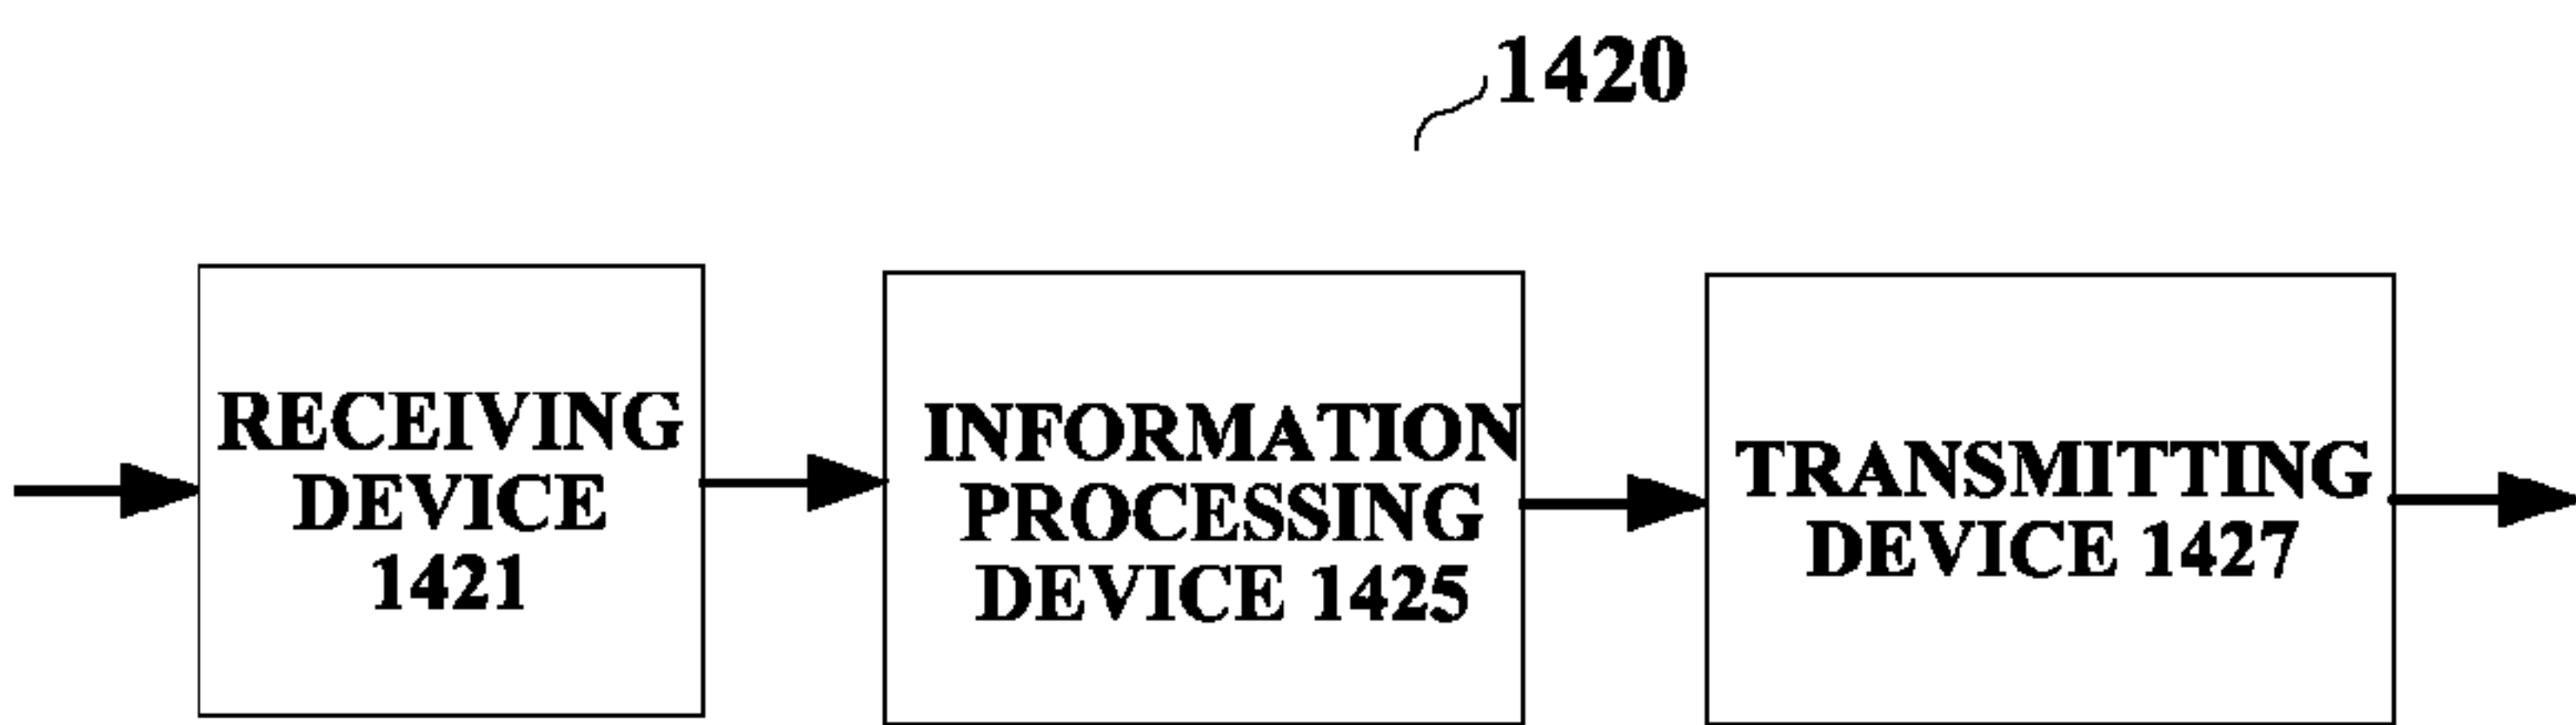 1420
RECEIVING
DEVICE
1421
INFORMATION
PROCESSING
DEVICE 1425
TRANSMITTING
DEVICE 1427